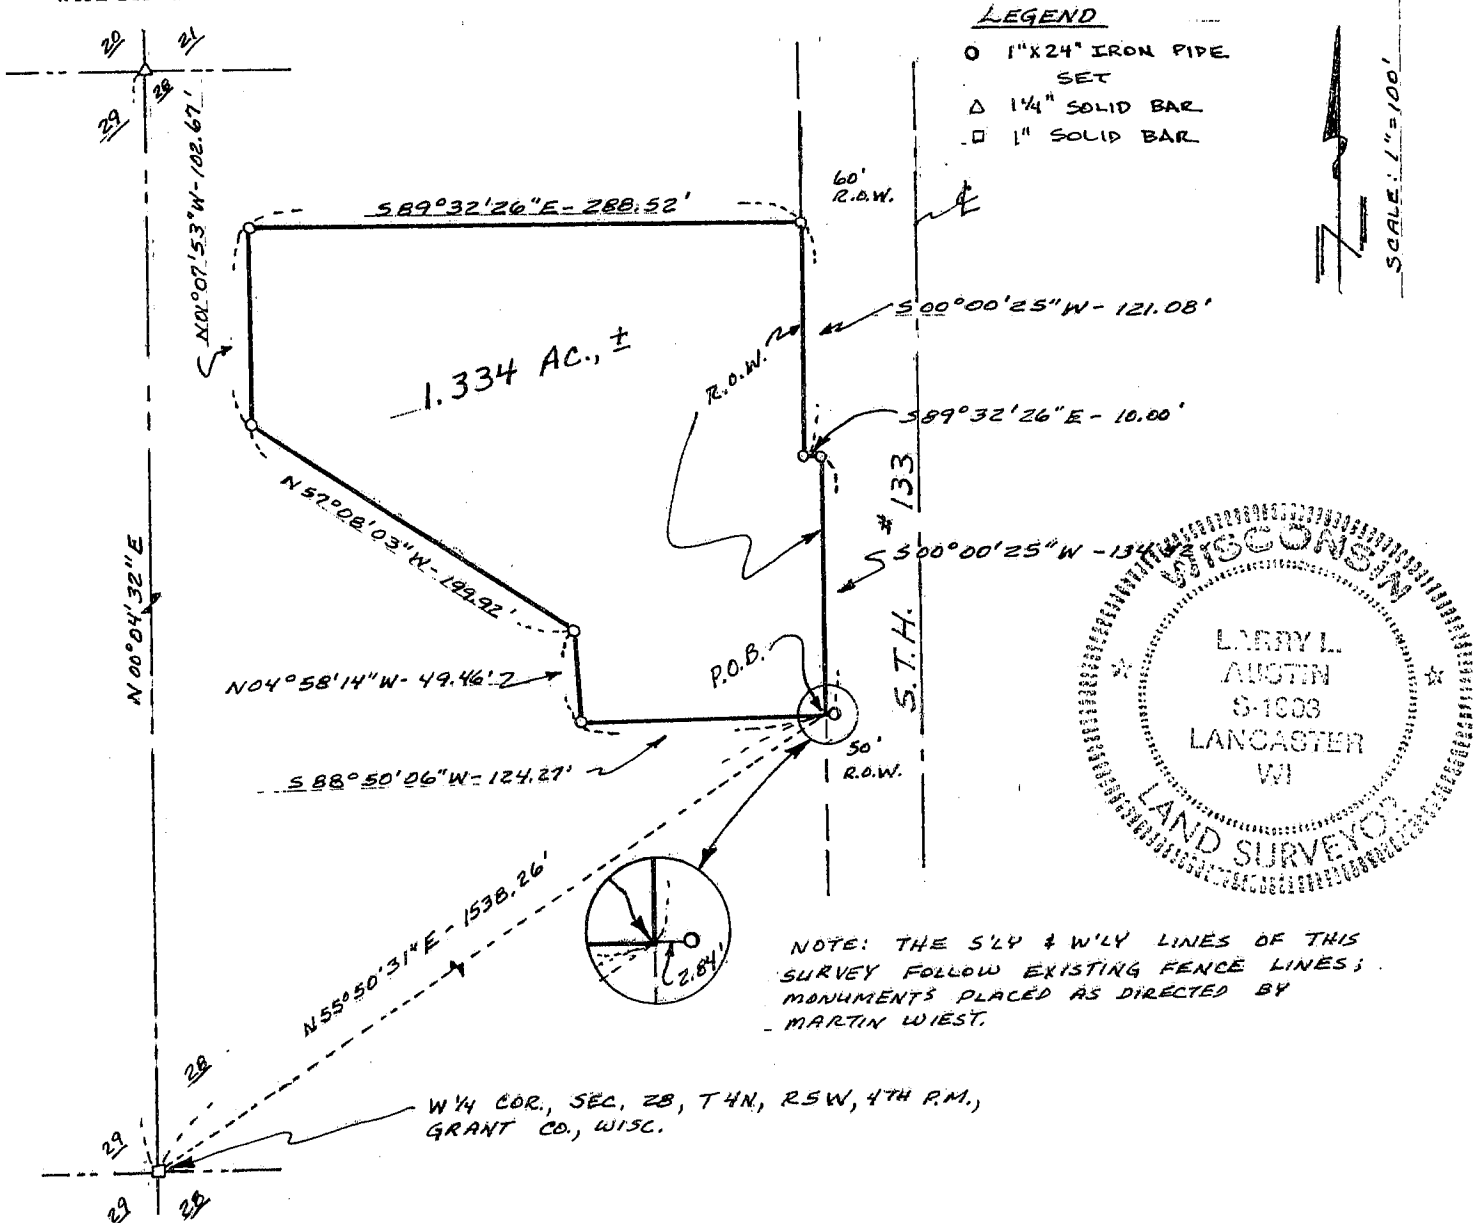 LEGEND
1"X24" IRON PIPE
SET
1¼" SOLID BAR
1" SOLID BAR
SCALE: 1"=100'
20
21
28
29
N01°07'53"W-102.67'
S89°32'26"E-288.52'
60'
R.O.W.
S00°00'25"W-121.08'
1.334 AC.,±
R.O.W.
S89°32'26"E-10.00'
N57°08'03"W-199.92'
N00°04'32"E
S.T.H. #133
S00°00'25"W-134.
N04°58'14"W-49.46'
P.O.B.
50'
R.O.W.
S88°50'06"W-124.27'
WISCONSIN
LARRY L.
AUSTIN
LANCASTER
WI
LAND SURVEYOR
N55°50'31"E-1538.26'
2.84'
NOTE: THE S'LY & W'LY LINES OF THIS
SURVEY FOLLOW EXISTING FENCE LINES;
MONUMENTS PLACED AS DIRECTED BY
MARTIN WIEST.
W¼ COR., SEC. 28, T4N, R5W, 4TH P.M.,
GRANT CO., WISC.
28
29
29
28